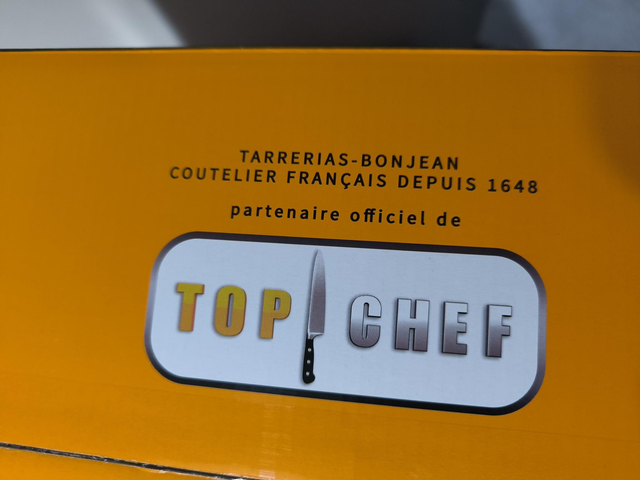 TARRERIAS-BONJEAN
COUTELIER FRANÇAIS DEPUIS 1648
partenaire officiel de
TOP CHEF